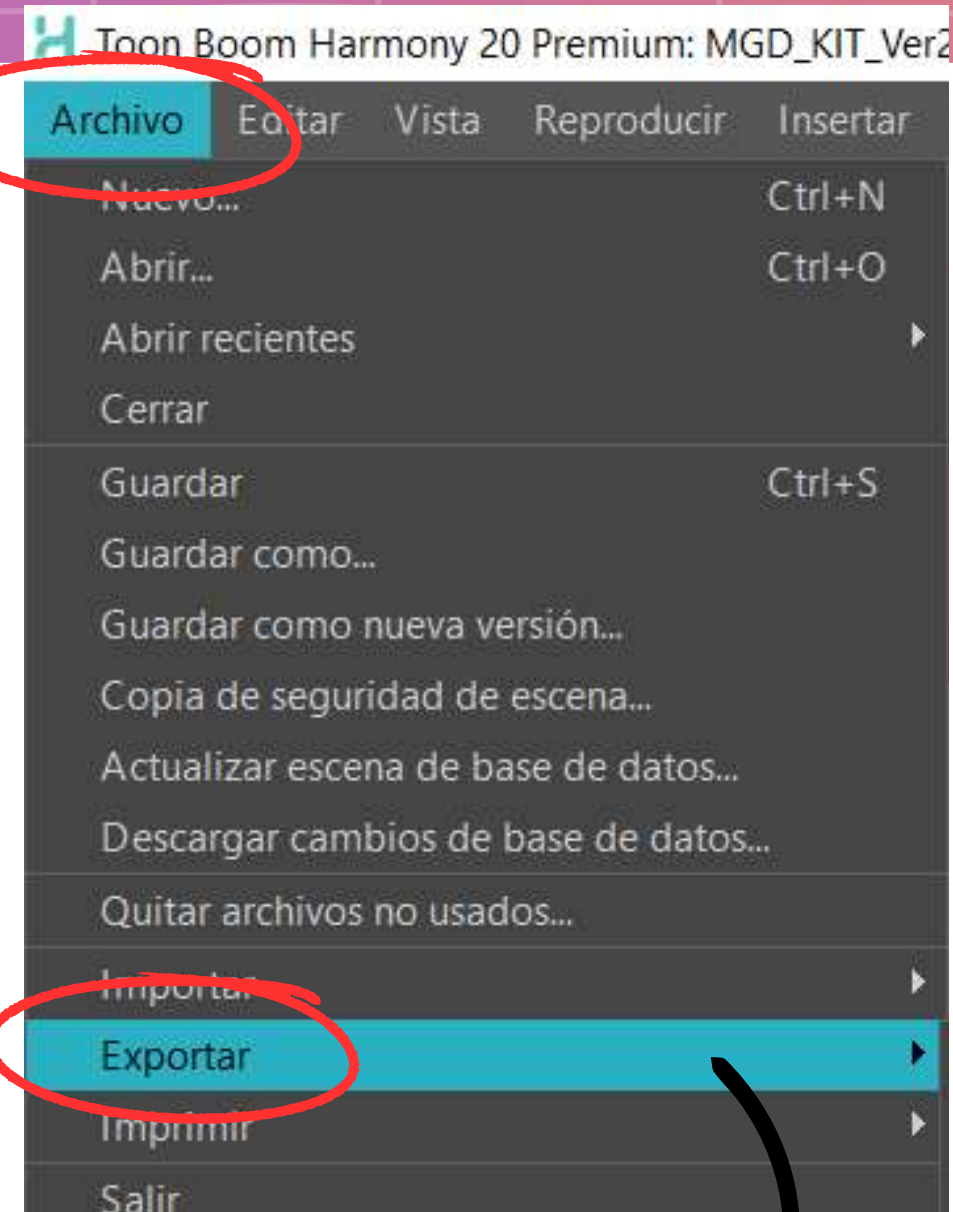 Toon Boom Harmony 20 Premium: MGD_KIT_Ver2
Archivo Editar Vista Reproducir Insertar
Nuevo... Ctrl+N
Abrir... Ctrl+O
Abrir recientes
Cerrar
Guardar Ctrl+S
Guardar como...
Guardar como nueva versión...
Copia de seguridad de escena...
Actualizar escena de base de datos...
Descargar cambios de base de datos...
Quitar archivos no usados...
Importar
Exportar
Imprimir
Salir